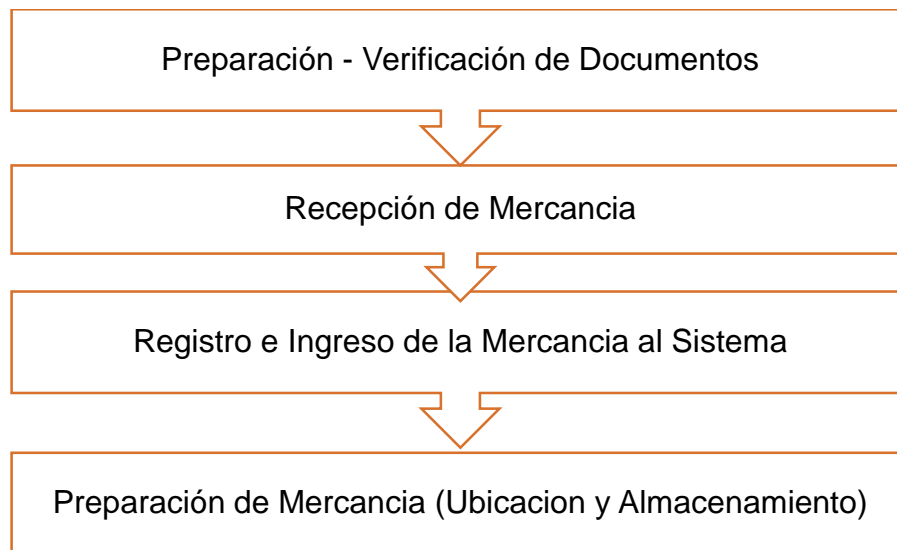 Preparación - Verificación de Documentos
Recepción de Mercancia
Registro e Ingreso de la Mercancia al Sistema
Preparación de Mercancia (Ubicacion y Almacenamiento)